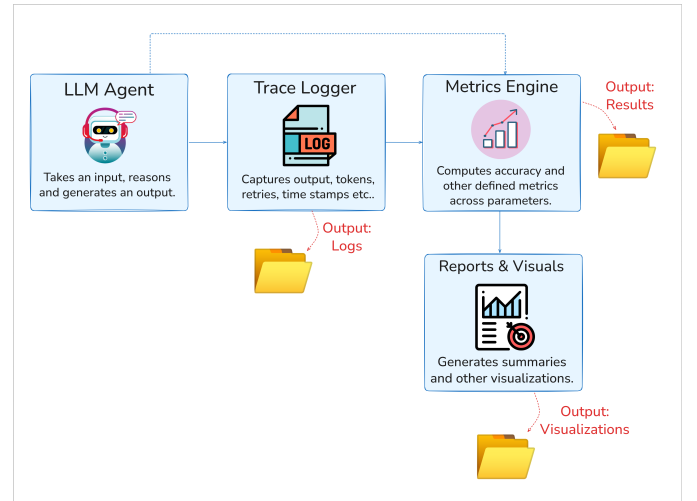 LLM Agent
Takes an input, reasons
and generates an output.
Trace Logger
LOG
Captures output, tokens,
retries, time stamps etc..
Output:
Logs
Metrics Engine
Computes accuracy and
other defined metrics
across parameters.
Output:
Results
Reports & Visuals
Generates summaries
and other visualizations.
Output:
Visualizations